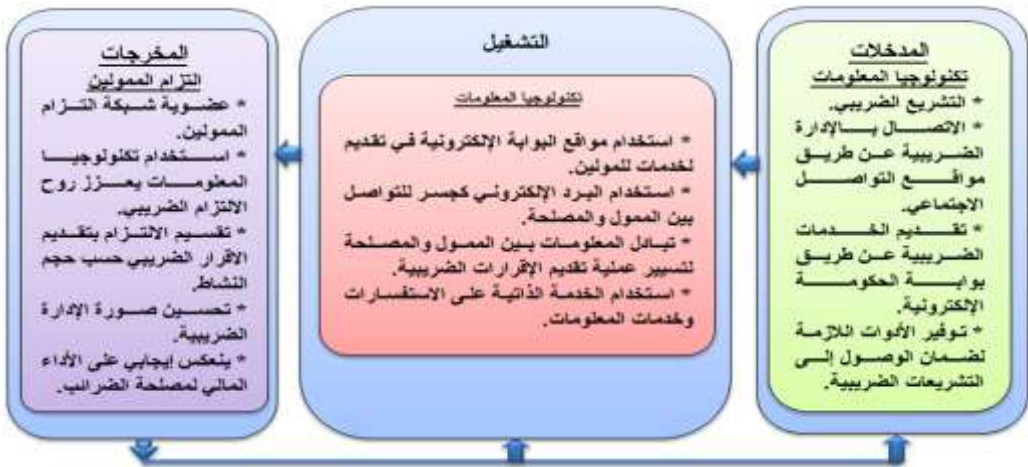 المدخلات
تكنولوجيا المعلومات
* التشريع الضريبي.
* الاتصال بالإدارة
الضريبية عن طريق
مواقع التواصل
الاجتماعي.
* تقديم الخدمات
الضريبية عن طريق
بوابة الحكومة
الإلكترونية.
* توفير الأدوات اللازمة
لضمان الوصول إلى
التشريعات الضريبية.
التشغيل
تكنولوجيا المعلومات
* استخدام مواقع البوابة الإلكترونية في تقديم
لخدمات للمولين.
* استخدام البرد الإلكتروني كجسر للتواصل
بين الممول والمصلحة.
* تبادل المعلومات بين الممول والمصلحة
لتسيير عملية تقديم الإقرارات الضريبية.
* استخدام الخدمة الذاتية على الاستفسارات
وخدمات المعلومات.
المخرجات
التزام الممولين
* عضوية شبكة التزام
الممولين.
* استخدام تكنولوجيا
المعلومات يعزز روح
الالتزام الضريبي.
* تقسيم الالتزام بتقديم
الاقرار الضريبي حسب حجم
النشاط.
* تحسين صورة الإدارة
الضريبية.
* ينعكس إيجابي على الأداء
المالي لمصلحة الضرائب.